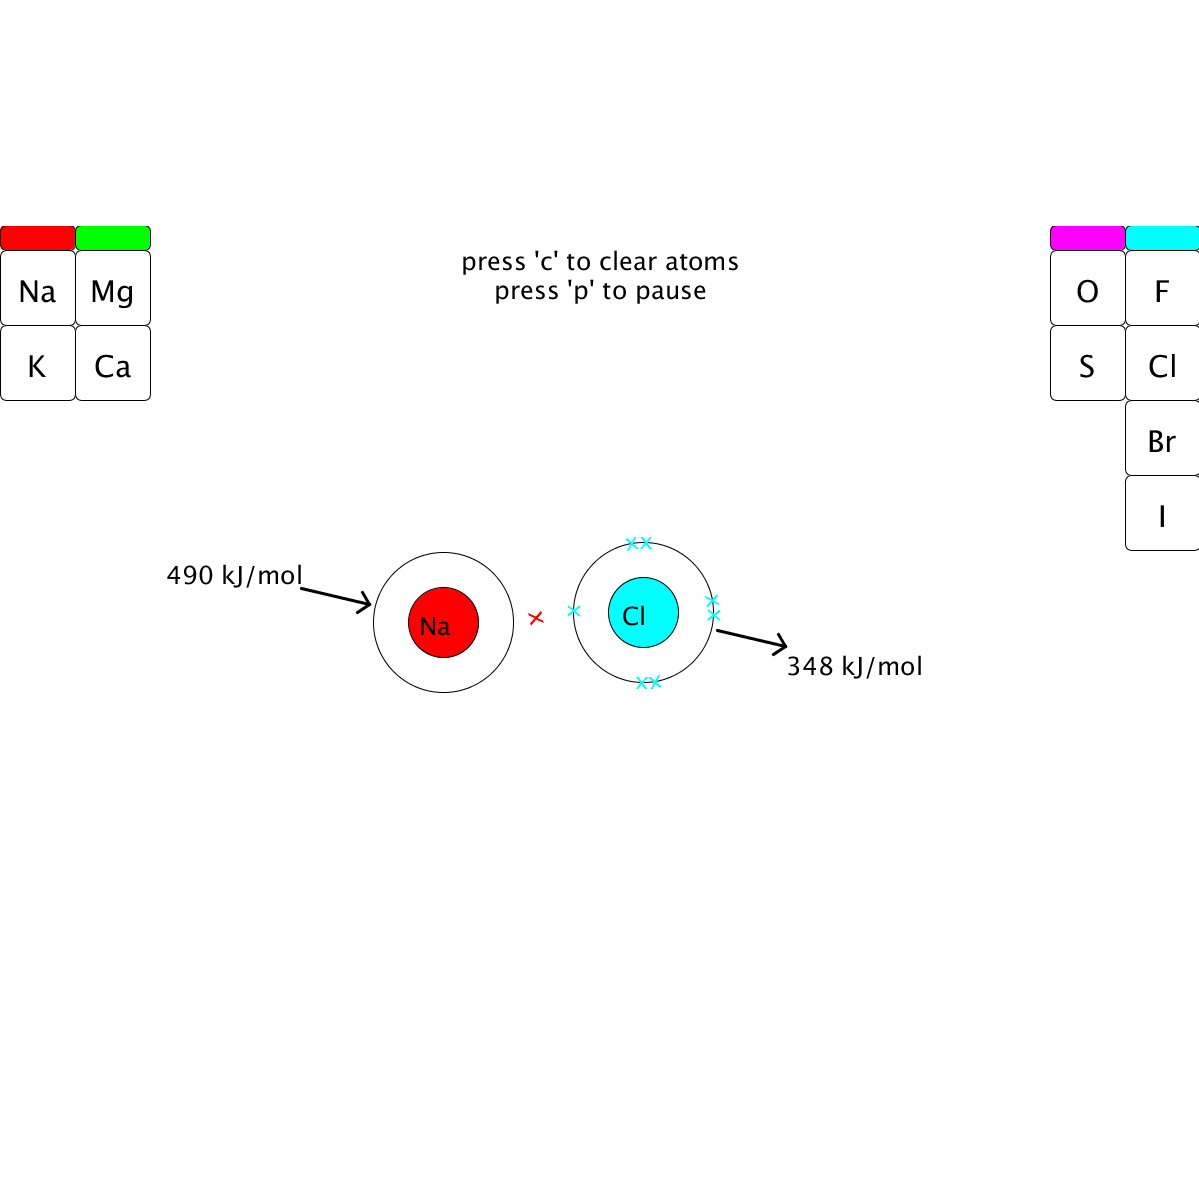 press 'c' to clear atoms
press 'p' to pause
Na Mg
K Ca
O F
S Cl
Br
I
490 kJ/mol
Na
Cl
348 kJ/mol